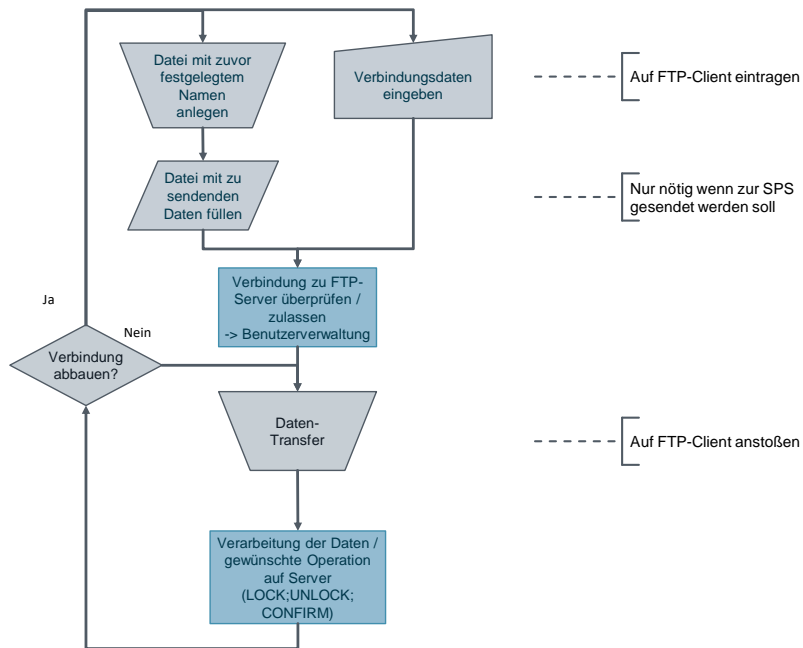 Datei mit zuvor
festgelegtem
Namen
anlegen
Verbindungsdaten
eingeben
Auf FTP-Client eintragen
Datei mit zu
sendenden
Daten füllen
Nur nötig wenn zur SPS
gesendet werden soll
Verbindung zu FTP-
Server überprüfen /
zulassen
-> Benutzerverwaltung
Ja
Nein
Verbindung
abbauen?
Daten-
Transfer
Auf FTP-Client anstoßen
Verarbeitung der Daten /
gewünschte Operation
auf Server
(LOCK;UNLOCK;
CONFIRM)